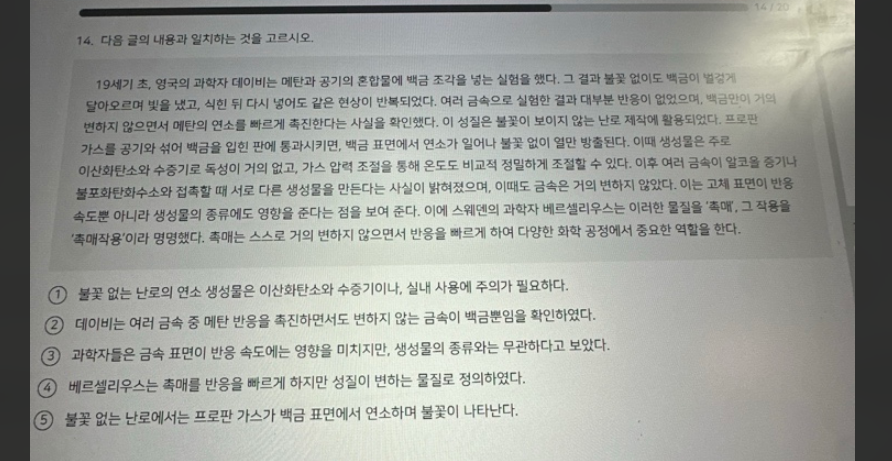 14 / 20
14. 다음 글의 내용과 일치하는 것을 고르시오.
19세기 초, 영국의 과학자 데이비는 메탄과 공기의 혼합물에 백금 조각을 넣는 실험을 했다. 그 결과 불꽃 없이도 백금이 벌겋게
달아오르며 빛을 냈고, 식힌 뒤 다시 넣어도 같은 현상이 반복되었다. 여러 금속으로 실험한 결과 대부분 반응이 없었으며, 백금만이 거의
변하지 않으면서 메탄의 연소를 빠르게 촉진한다는 사실을 확인했다. 이 성질은 불꽃이 보이지 않는 난로 제작에 활용되었다. 프로판
가스를 공기와 섞어 백금을 입힌 판에 통과시키면, 백금 표면에서 연소가 일어나 불꽃 없이 열만 방출된다. 이때 생성물은 주로
이산화탄소와 수증기로 독성이 거의 없고, 가스 압력 조절을 통해 온도도 비교적 정밀하게 조절할 수 있다. 이후 여러 금속이 알코올 증기나
불포화탄화수소와 접촉할 때 서로 다른 생성물을 만든다는 사실이 밝혀졌으며, 이때도 금속은 거의 변하지 않았다. 이는 고체 표면이 반응
속도뿐 아니라 생성물의 종류에도 영향을 준다는 점을 보여 준다. 이에 스웨덴의 과학자 베르셀리우스는 이러한 물질을 '촉매', 그 작용을
'촉매작용'이라 명명했다. 촉매는 스스로 거의 변하지 않으면서 반응을 빠르게 하여 다양한 화학 공정에서 중요한 역할을 한다.
① 불꽃 없는 난로의 연소 생성물은 이산화탄소와 수증기이나, 실내 사용에 주의가 필요하다.
② 데이비는 여러 금속 중 메탄 반응을 촉진하면서도 변하지 않는 금속이 백금뿐임을 확인하였다.
③ 과학자들은 금속 표면이 반응 속도에는 영향을 미치지만, 생성물의 종류와는 무관하다고 보았다.
④ 베르셀리우스는 촉매를 반응을 빠르게 하지만 성질이 변하는 물질로 정의하였다.
⑤ 불꽃 없는 난로에서는 프로판 가스가 백금 표면에서 연소하며 불꽃이 나타난다.